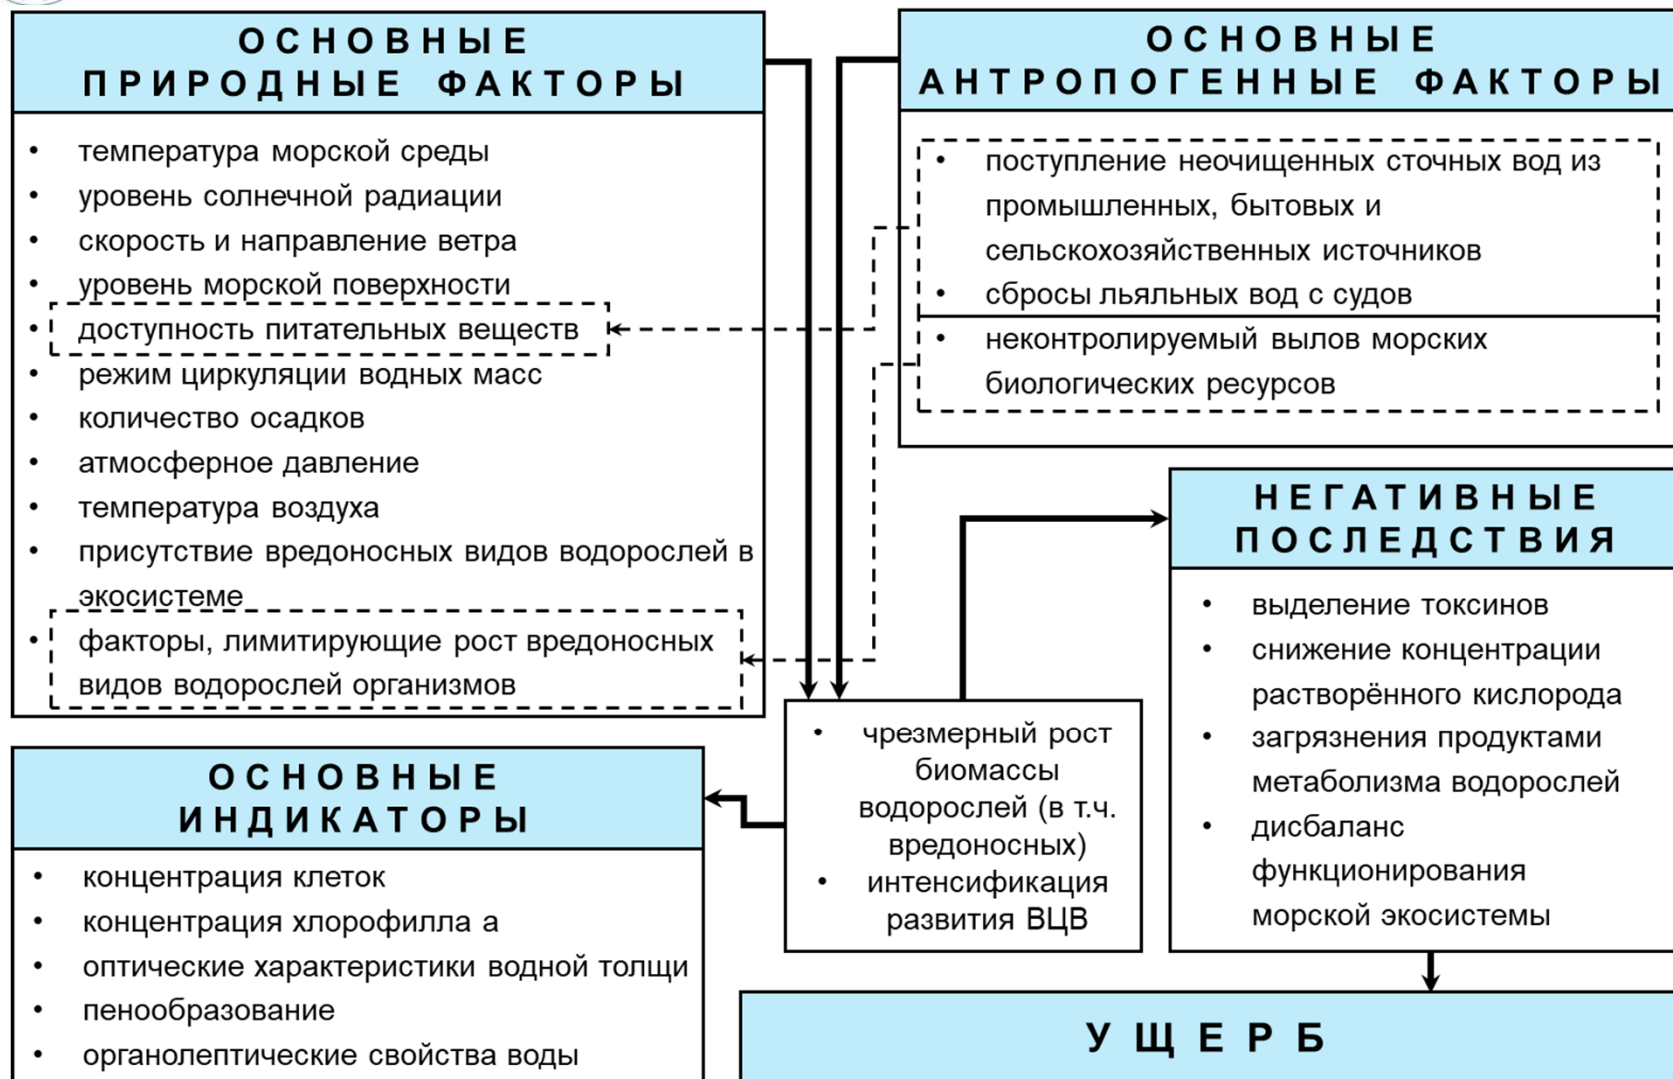 ОСНОВНЫЕ
ПРИРОДНЫЕ ФАКТОРЫ
• температура морской среды
• уровень солнечной радиации
• скорость и направление ветра
• уровень морской поверхности
• доступность питательных веществ
• режим циркуляции водных масс
• количество осадков
• атмосферное давление
• температура воздуха
• присутствие вредоносных видов водорослей в
экосистеме
• факторы, лимитирующие рост вредоносных
видов водорослей организмов
ОСНОВНЫЕ
АНТРОПОГЕННЫЕ ФАКТОРЫ
• поступление неочищенных сточных вод из
промышленных, бытовых и
сельскохозяйственных источников
• сбросы льяльных вод с судов
• неконтролируемый вылов морских
биологических ресурсов
ОСНОВНЫЕ
ИНДИКАТОРЫ
• концентрация клеток
• концентрация хлорофилла а
• оптические характеристики водной толщи
• пенообразование
• органолептические свойства воды
• чрезмерный рост
биомассы
водорослей (в т.ч.
вредоносных)
• интенсификация
развития ВЦВ
НЕГАТИВНЫЕ
ПОСЛЕДСТВИЯ
• выделение токсинов
• снижение концентрации
растворённого кислорода
• загрязнения продуктами
метаболизма водорослей
• дисбаланс
функционирования
морской экосистемы
УЩЕРБ